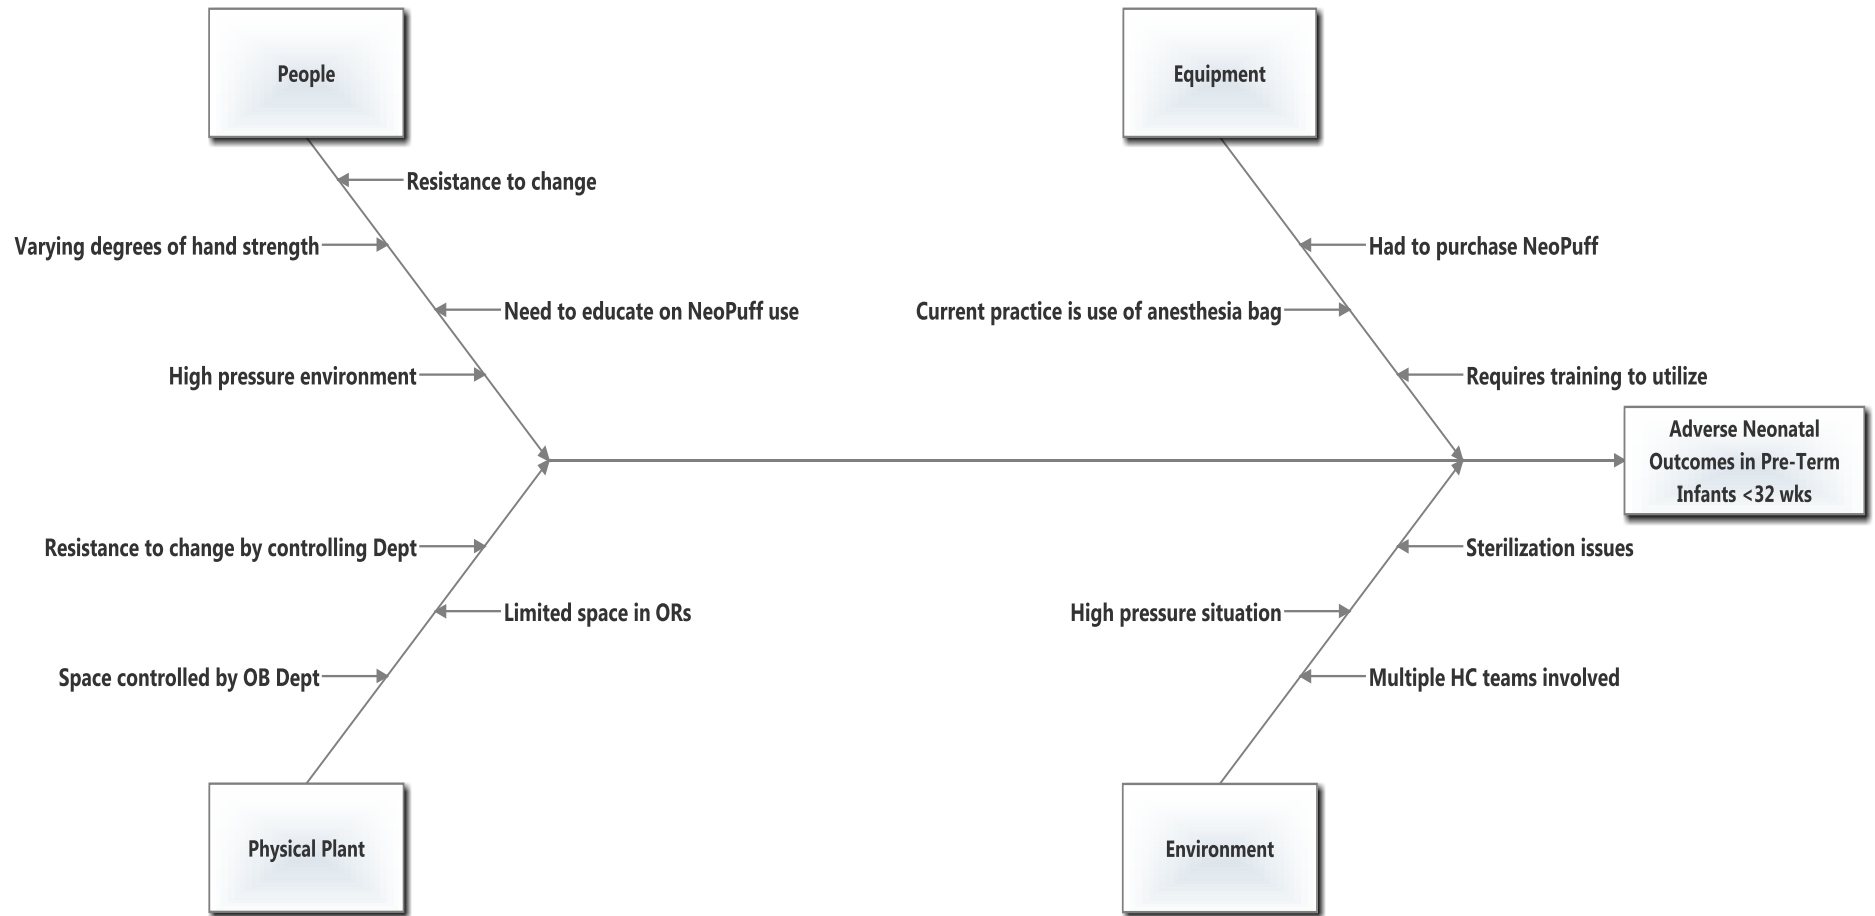 People
Equipment
Resistance to change
Varying degrees of hand strength
Had to purchase NeoPuff
Need to educate on NeoPuff use
Current practice is use of anesthesia bag
High pressure environment
Requires training to utilize
Adverse Neonatal
Outcomes in Pre-Term
Infants <32 wks
Resistance to change by controlling Dept
Sterilization issues
Limited space in ORs
High pressure situation
Space controlled by OB Dept
Multiple HC teams involved
Physical Plant
Environment